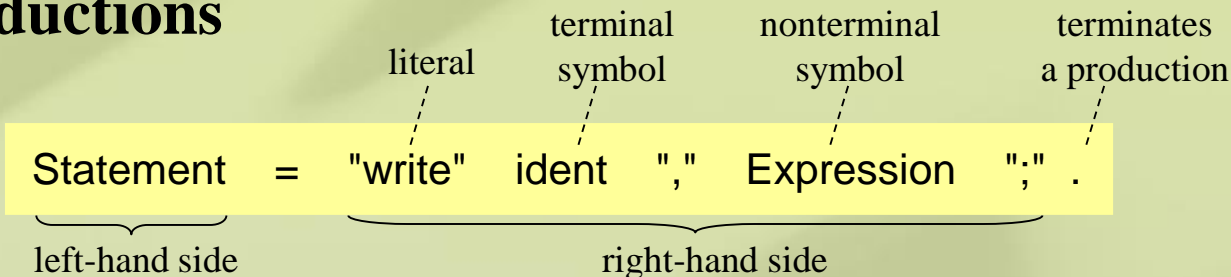 ductions
literal
terminal symbol
nonterminal symbol
terminates a production
Statement = "write" ident "," Expression ";" .
left-hand side
right-hand side